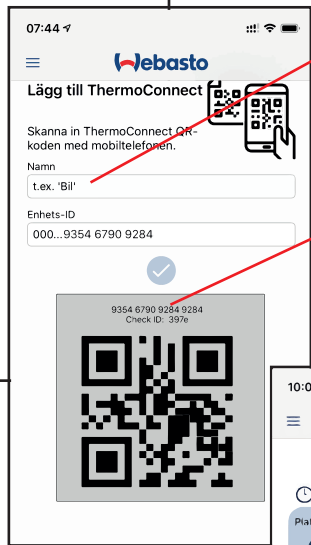 07:44
Webasto
Lägg till ThermoConnect
Skanna in ThermoConnect QR-
koden med mobiltelefonen.
Namn
t.ex. 'Bil'
Enhets-ID
000...9354 6790 9284
9354 6790 9284 9284
Check ID: 397e
10:0
Plat